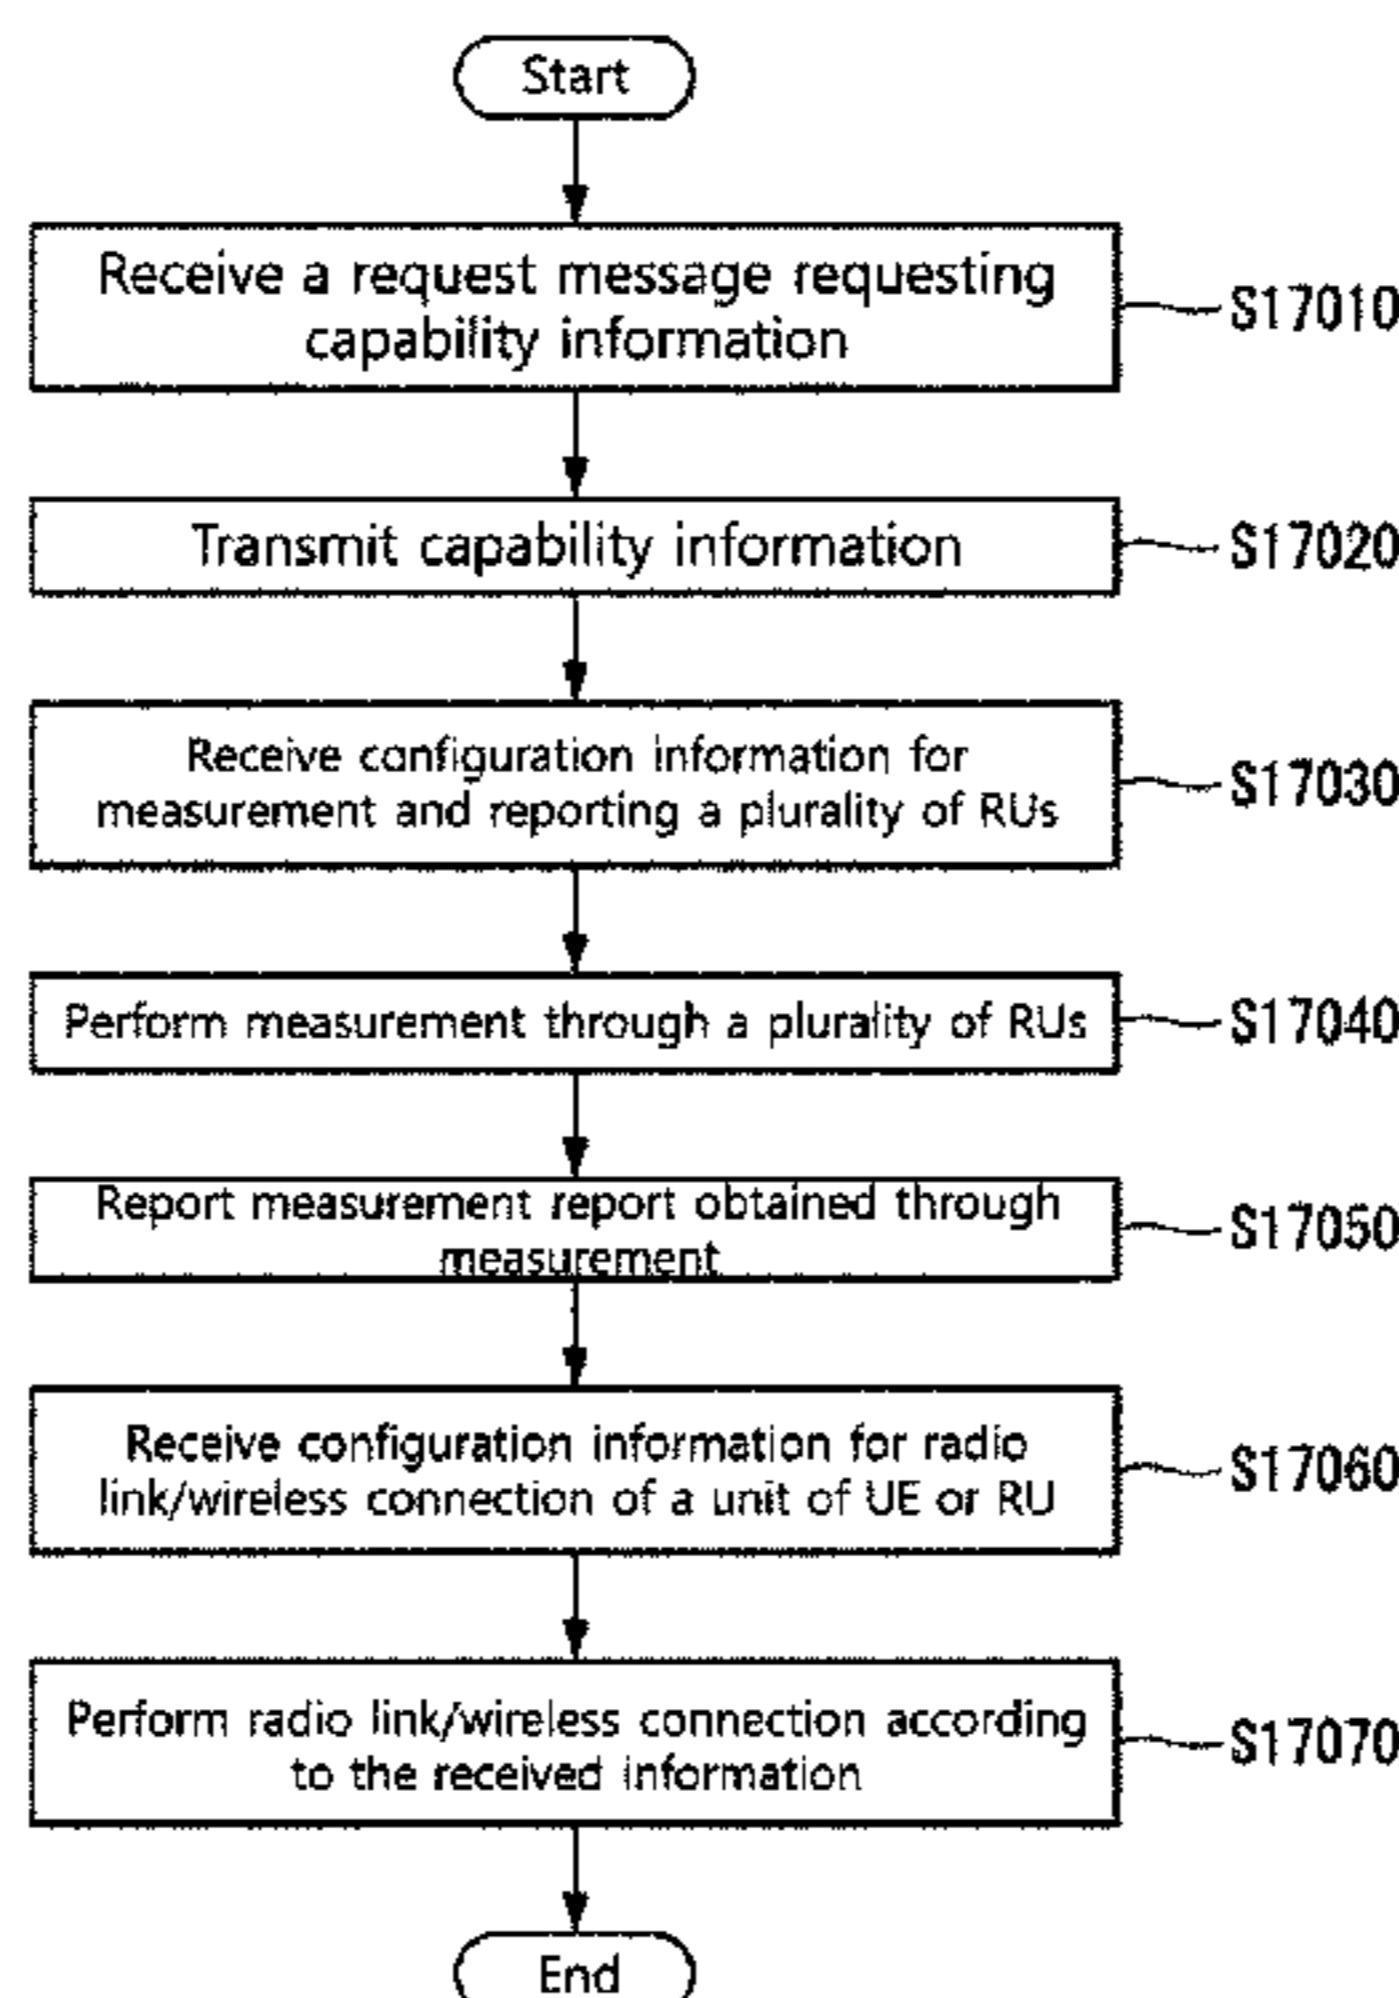 Start
Receive a request message requesting
capability information
S17010
Transmit capability information
S17020
Receive configuration information for
measurement and reporting a plurality of RUs
S17030
Perform measurement through a plurality of RUs
S17040
Report measurement report obtained through
measurement
S17050
Receive configuration information for radio
link/wireless connection of a unit of UE or RU
S17060
Perform radio link/wireless connection according
to the received information
S17070
End